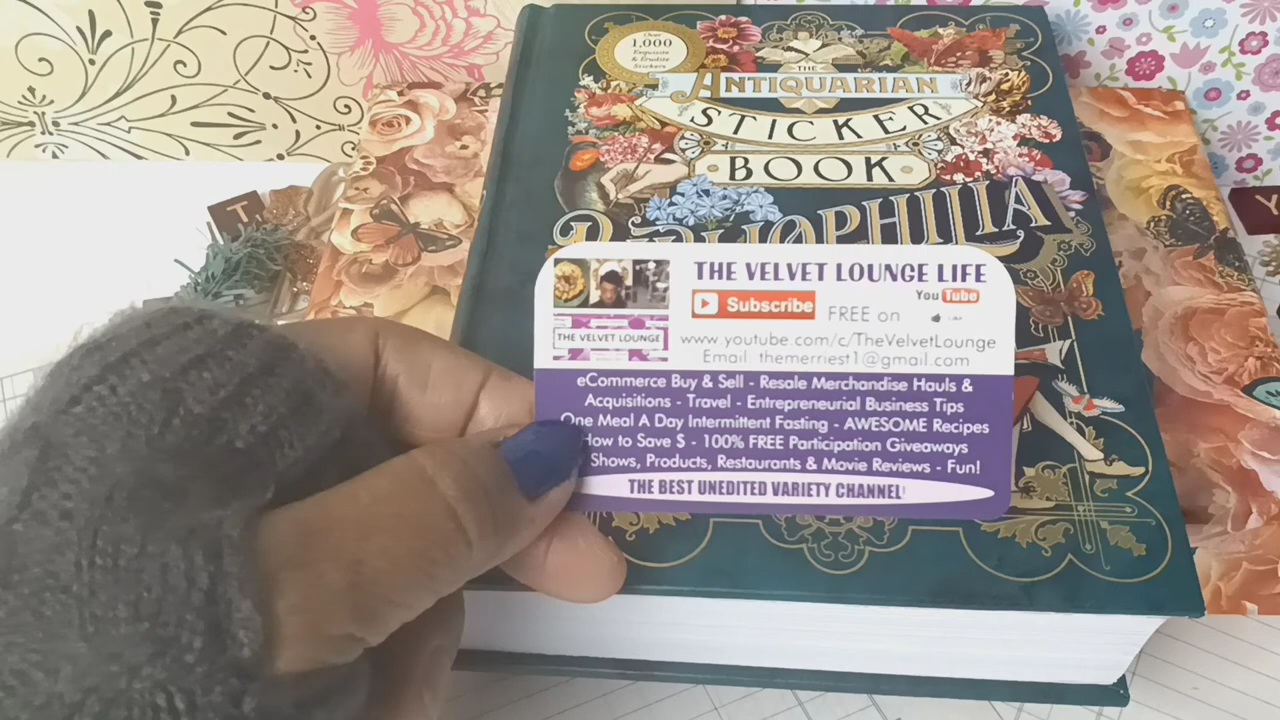 Over
1,000
Exquisite
& Erudite
Stickers
THE
ANTIQUARIAN
STICKER
BOOK
BIBLIOPHILIA
T
Y
THE VELVET LOUNGE LIFE
Subscribe
FREE on
YouTube
THE VELVET LOUNGE
www.youtube.com/c/TheVelvetLounge
Email: themerriest1@gmail.com
eCommerce Buy & Sell - Resale Merchandise Hauls &
Acquisitions - Travel - Entrepreneurial Business Tips
One Meal A Day Intermittent Fasting - AWESOME Recipes
How to Save $ - 100% FREE Participation Giveaways
Shows, Products, Restaurants & Movie Reviews - Fun!
THE BEST UNEDITED VARIETY CHANNEL!